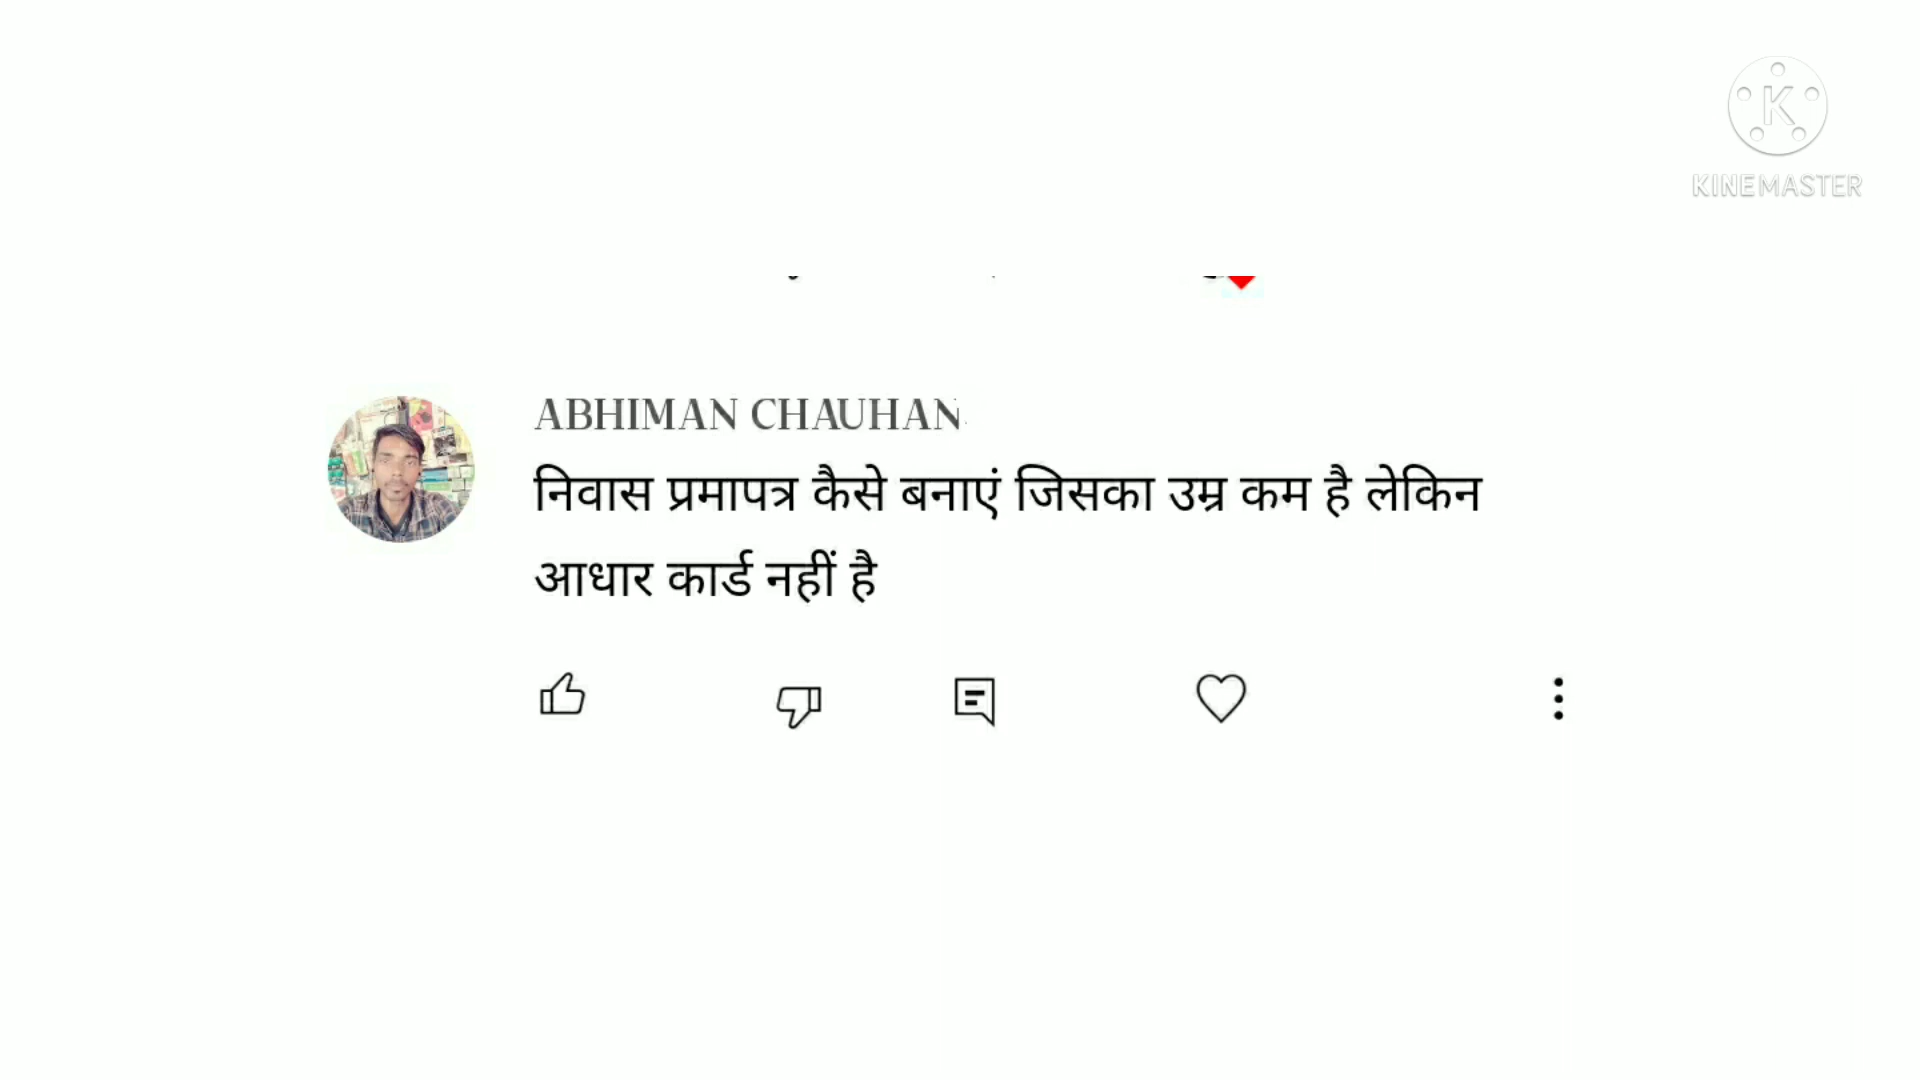 KINEMASTER
ABHIMAN CHAUHAN
निवास प्रमापत्र कैसे बनाएं जिसका उम्र कम है लेकिन
आधार कार्ड नहीं है